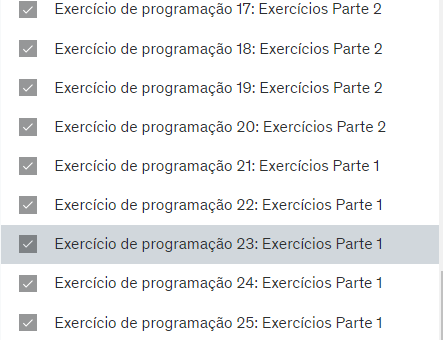 Exercício de programação 17: Exercícios Parte 2
Exercício de programação 18: Exercícios Parte 2
Exercício de programação 19: Exercícios Parte 2
Exercício de programação 20: Exercícios Parte 2
Exercício de programação 21: Exercícios Parte 1
Exercício de programação 22: Exercícios Parte 1
Exercício de programação 23: Exercícios Parte 1
Exercício de programação 24: Exercícios Parte 1
Exercício de programação 25: Exercícios Parte 1